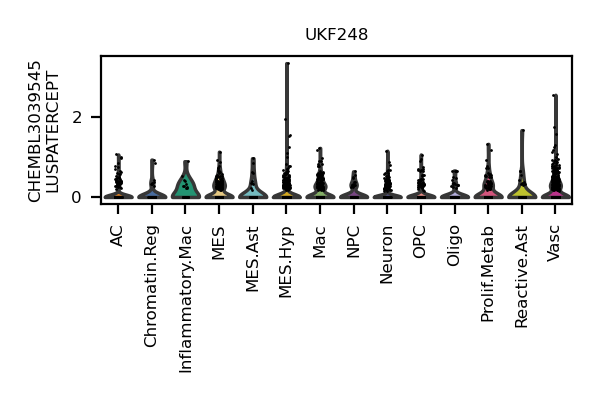 UKF248
CHEMBL3039545
LUSPATERCEPT
2
0
AC
Chromatin.Reg
Inflammatory.Mac
MES
MES.Ast
MES.Hyp
Mac
NPC
Neuron
OPC
Oligo
Prolif.Metab
Reactive.Ast
Vasc